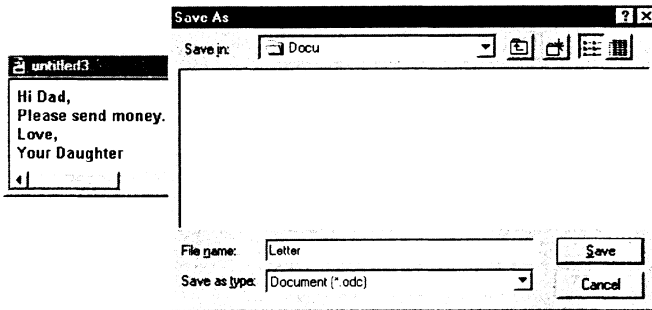 Save As
Save in:
Docu
untitled3
Hi Dad,
Please send money.
Love,
Your Daughter
File name:
Letter
Save
Save as type:
Document (*.odc)
Cancel